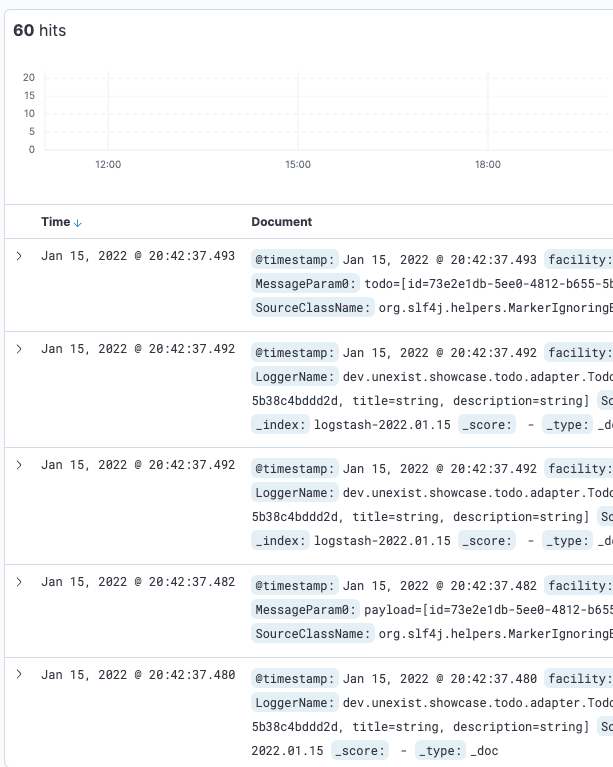 60 hits
20
15
10
5
0
12:00 15:00 18:00
Time ↓ Document
Jan 15, 2022 @ 20:42:37.493 @timestamp: Jan 15, 2022 @ 20:42:37.493 facility:
MessageParam0: todo=[id=73e2e1db-5ee0-4812-b655-5b
SourceClassName: org.slf4j.helpers.MarkerIgnoring
Jan 15, 2022 @ 20:42:37.492 @timestamp: Jan 15, 2022 @ 20:42:37.492 facility:
LoggerName: dev.unexist.showcase.todo.adapter.Todo
5b38c4bddd2d, title=string, description=string] So
_index: logstash-2022.01.15 _score: - _type: _do
Jan 15, 2022 @ 20:42:37.492 @timestamp: Jan 15, 2022 @ 20:42:37.492 facility:
LoggerName: dev.unexist.showcase.todo.adapter.Todo
5b38c4bddd2d, title=string, description=string] So
_index: logstash-2022.01.15 _score: - _type: _do
Jan 15, 2022 @ 20:42:37.482 @timestamp: Jan 15, 2022 @ 20:42:37.482 facility:
MessageParam0: payload=[id=73e2e1db-5ee0-4812-b655
SourceClassName: org.slf4j.helpers.MarkerIgnoring
Jan 15, 2022 @ 20:42:37.480 @timestamp: Jan 15, 2022 @ 20:42:37.480 facility:
LoggerName: dev.unexist.showcase.todo.adapter.Todo
5b38c4bddd2d, title=string, description=string] So
2022.01.15 _score: - _type: _doc